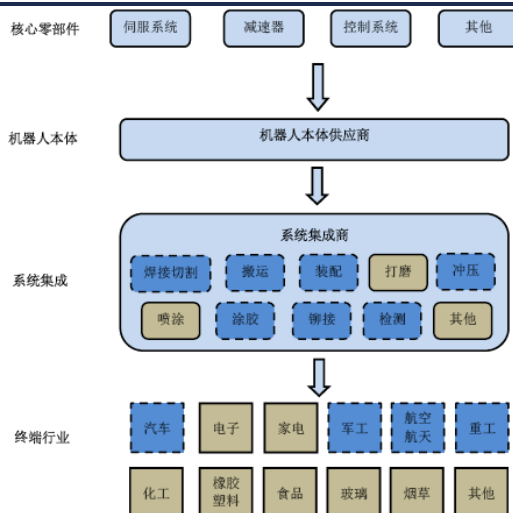 核心零部件 伺服系统 减速器 控制系统 其他
机器人本体 机器人本体供应商
系统集成商
焊接切割 搬运 装配 打磨 冲压
系统集成
喷涂 涂胶 铆接 检测 其他
终端行业 汽车 电子 家电 军工 航空 重工
航天
化工 橡胶 食品 玻璃 烟草 其他
塑料